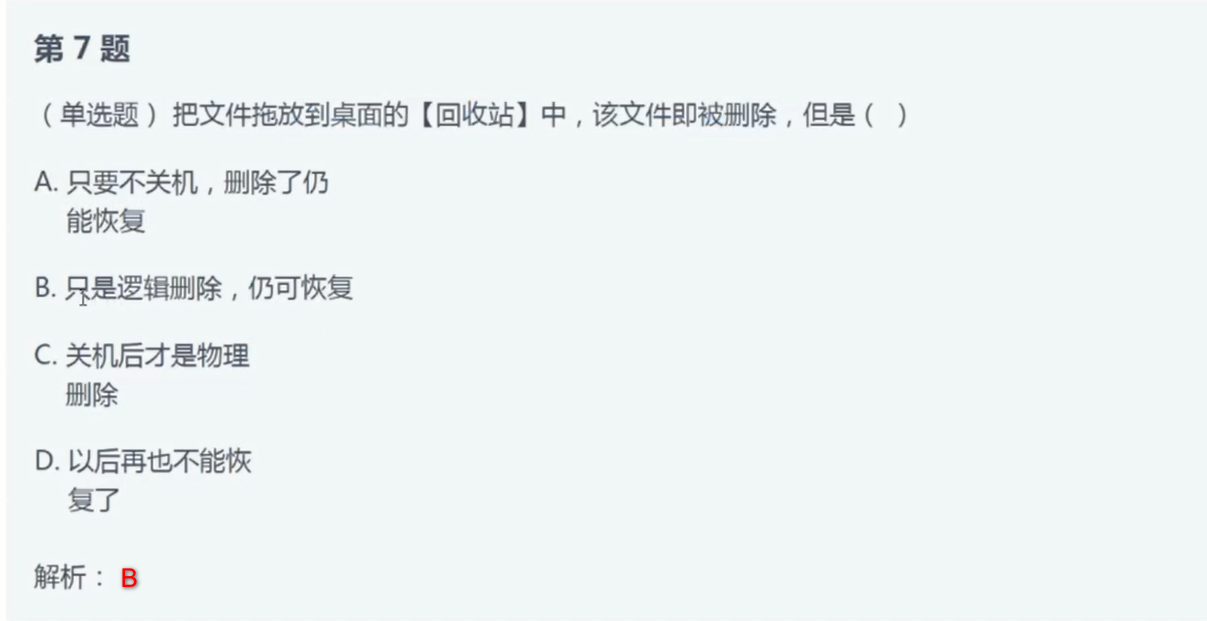 第 7 题
（ 单选题 ） 把文件拖放到桌面的【回收站】中，该文件即被删除，但是（ ）
A. 只要不关机，删除了仍
能恢复
B. 只是逻辑删除，仍可恢复
C. 关机后才是物理
删除
D. 以后再也不能恢
复了
解析： B